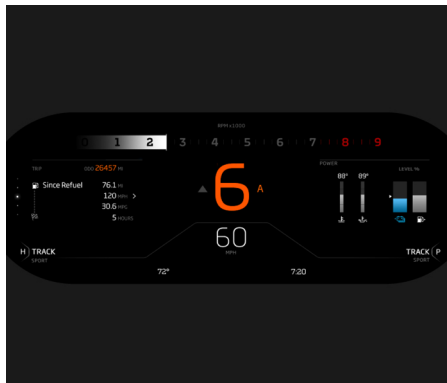 RPM×1000
1 2 3 4 5 6 7 8 9
TRIP ODO 26457 MI
POWER
LEVEL %
Since Refuel 76.1 MI
120 MPH
30.6 MPG
5 HOURS
88° 89°
6 A
60
MPH
H TRACK
SPORT
TRACK P
SPORT
72° 7:20